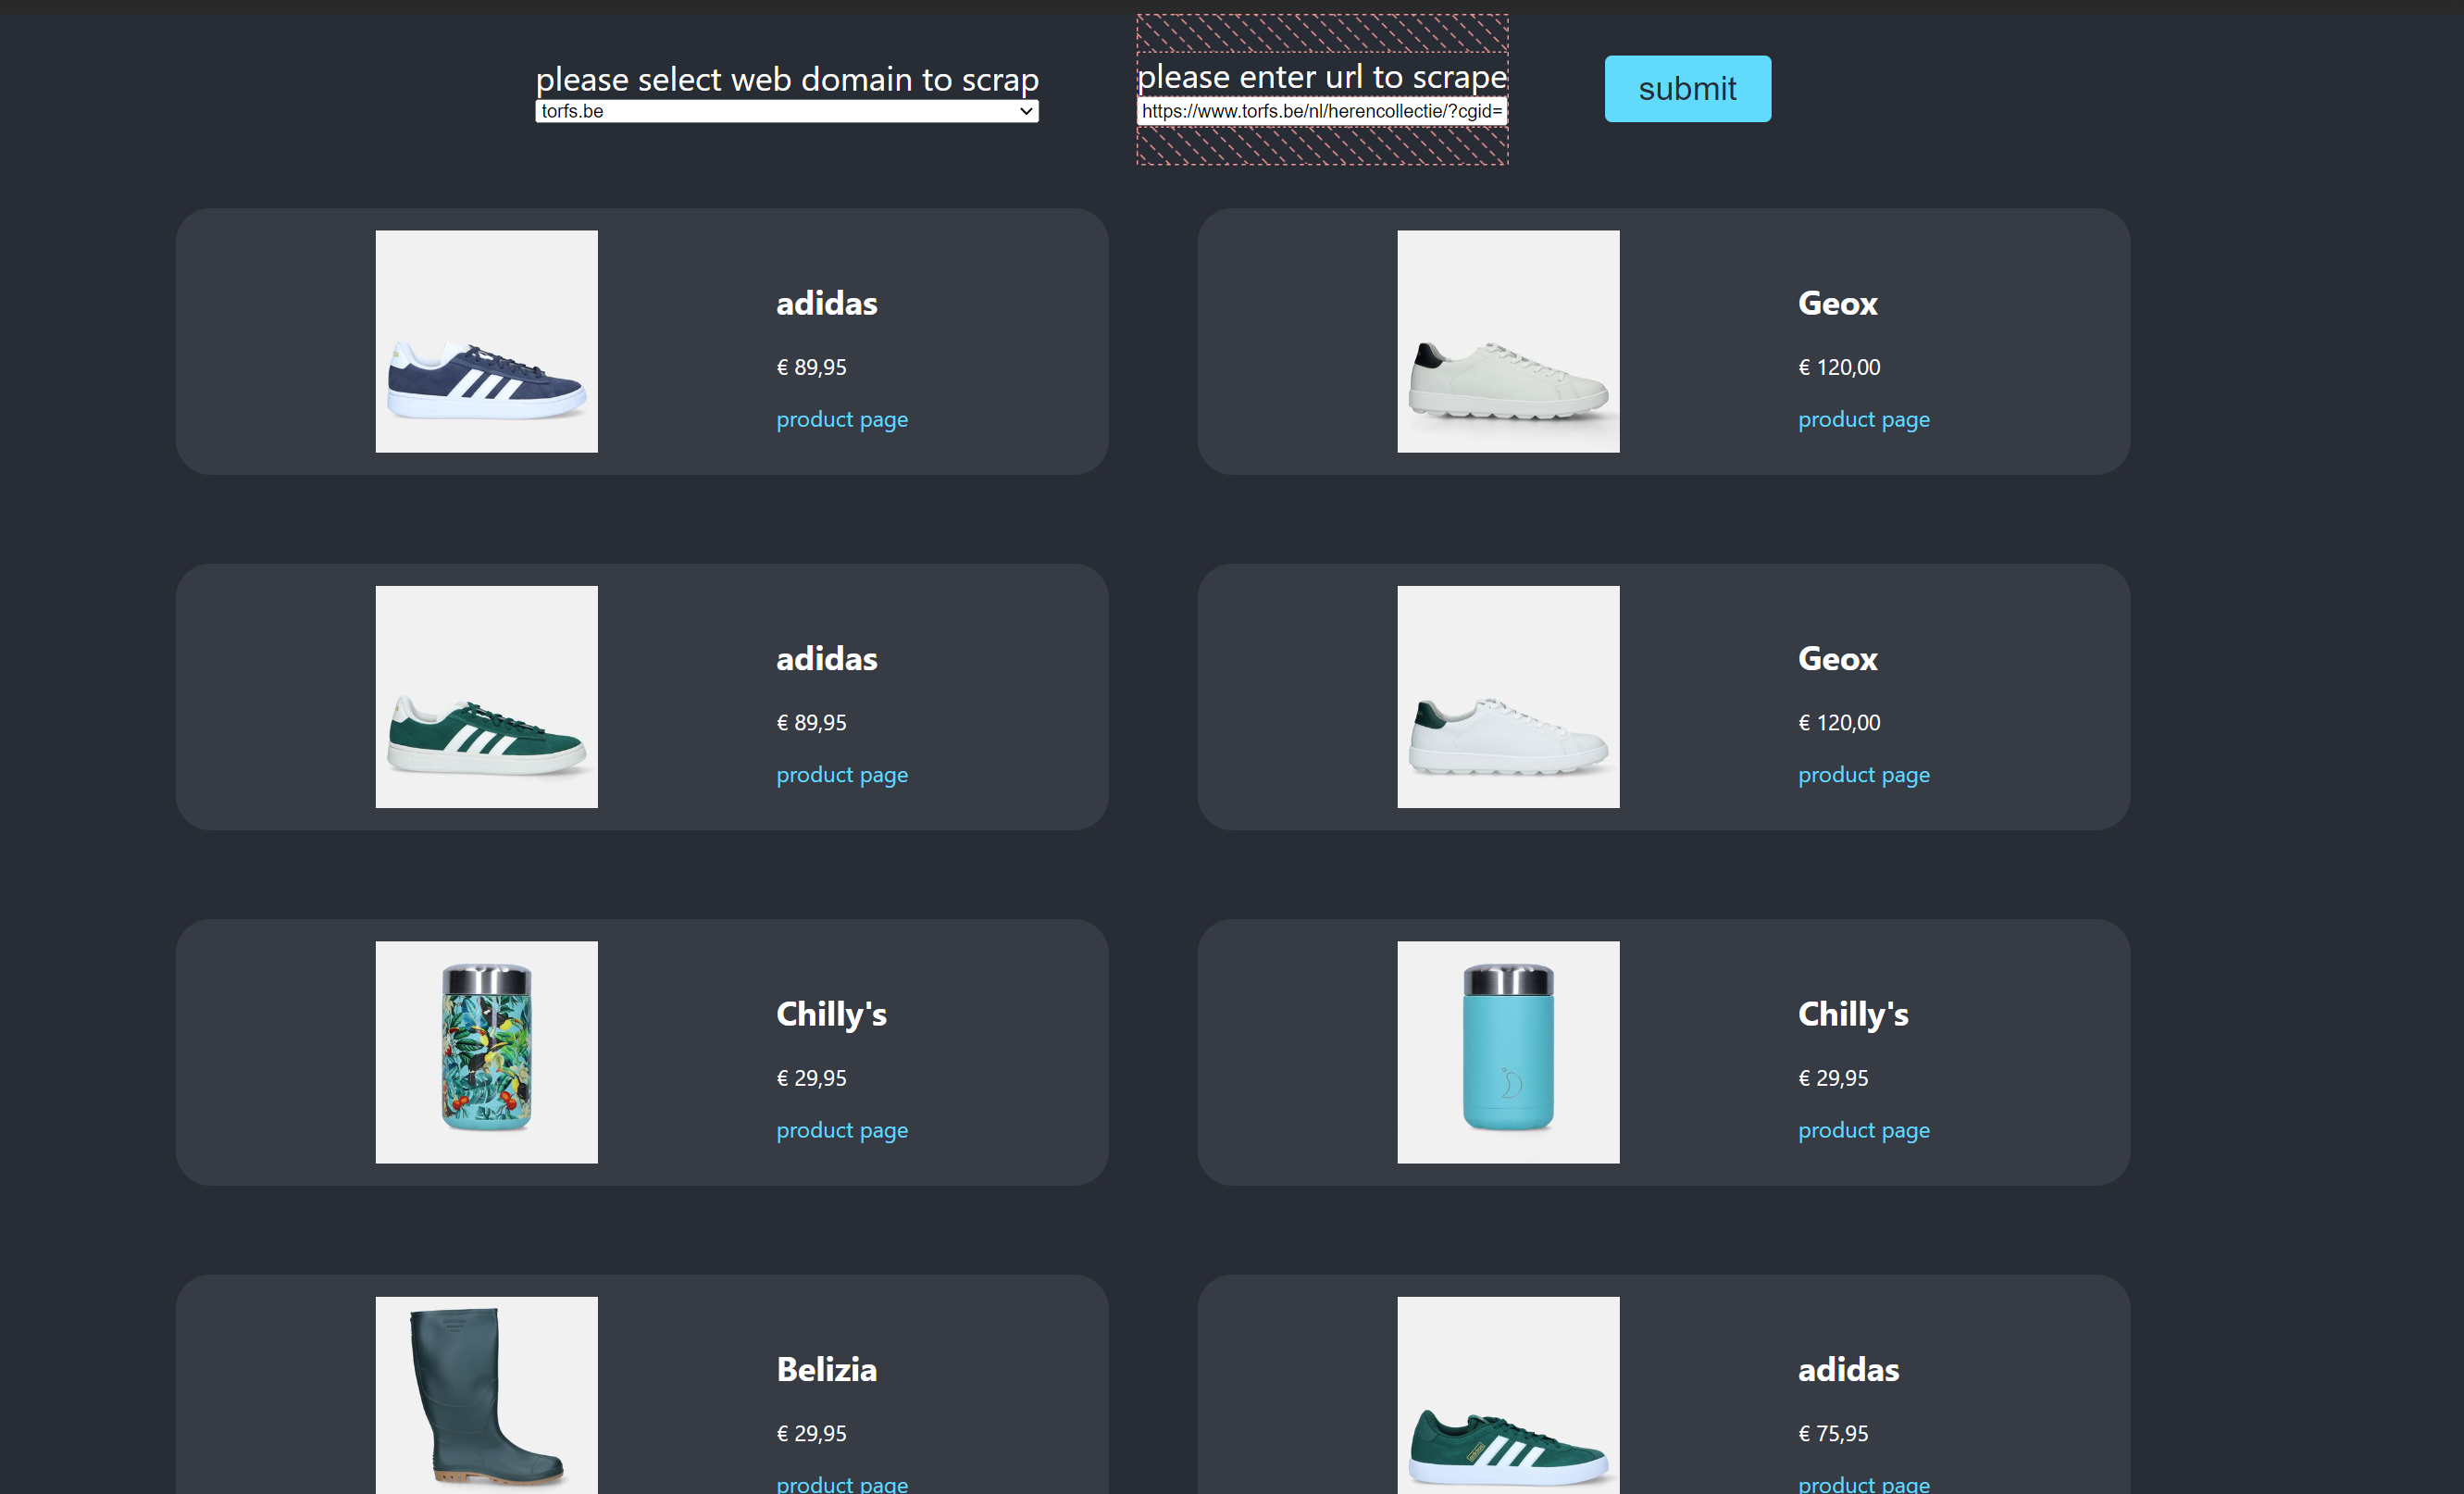 please select web domain to scrap
torfs.be
please enter url to scrape
https://www.torfs.be/nl/herencollectie/?cgid=
submit
adidas
€ 89,95
product page
Geox
€ 120,00
product page
adidas
€ 89,95
product page
Geox
€ 120,00
product page
Chilly's
€ 29,95
product page
Chilly's
€ 29,95
product page
Belizia
€ 29,95
product page
adidas
€ 75,95
product page